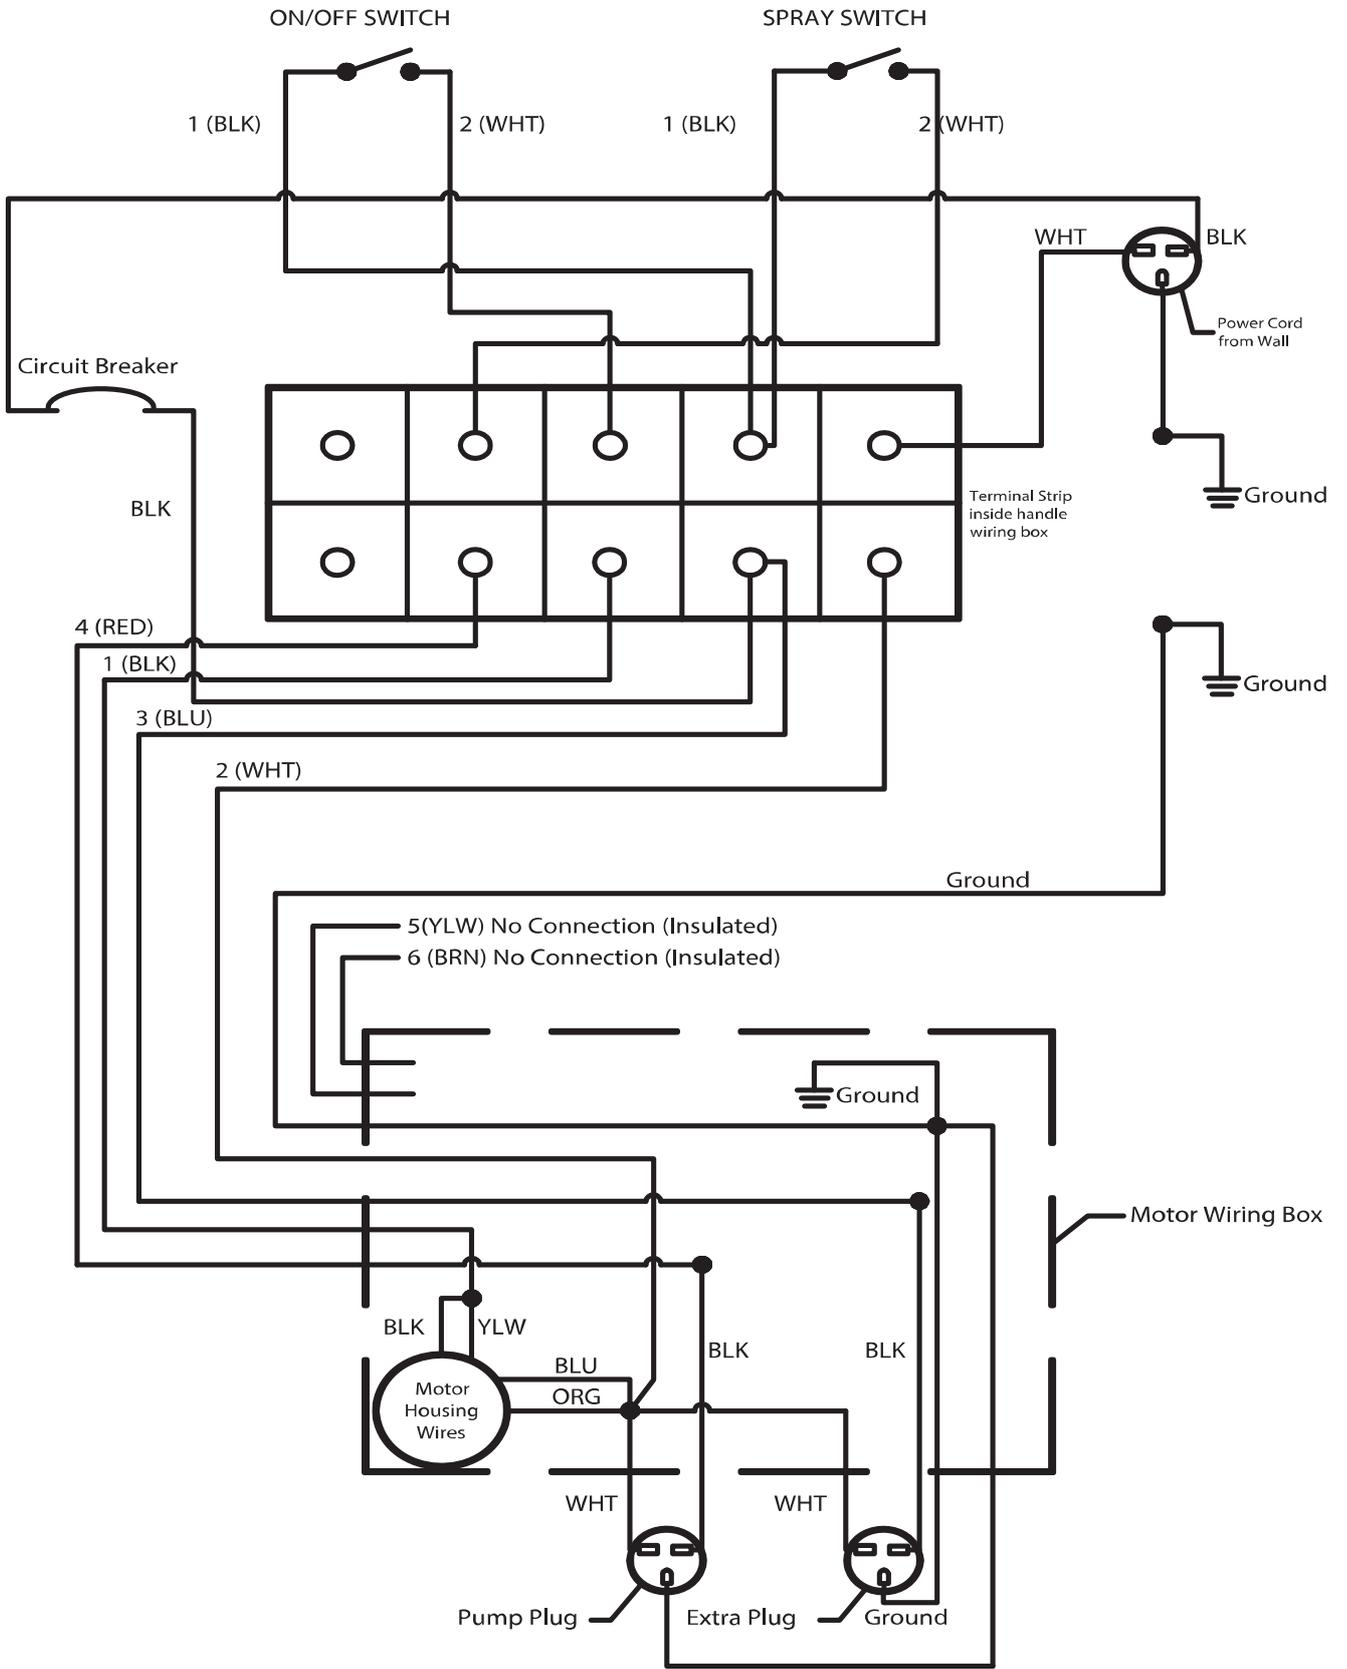 ON/OFF SWITCH
SPRAY SWITCH
1 (BLK)
2 (WHT)
1 (BLK)
2 (WHT)
WHT
BLK
Power Cord
from Wall
Circuit Breaker
BLK
Terminal Strip
inside handle
wiring box
Ground
4 (RED)
1 (BLK)
Ground
3 (BLU)
2 (WHT)
Ground
5(YLW) No Connection (Insulated)
6 (BRN) No Connection (Insulated)
Ground
Motor Wiring Box
BLK
YLW
BLK
BLK
BLU
ORG
Motor
Housing
Wires
WHT
WHT
Pump Plug
Extra Plug
Ground